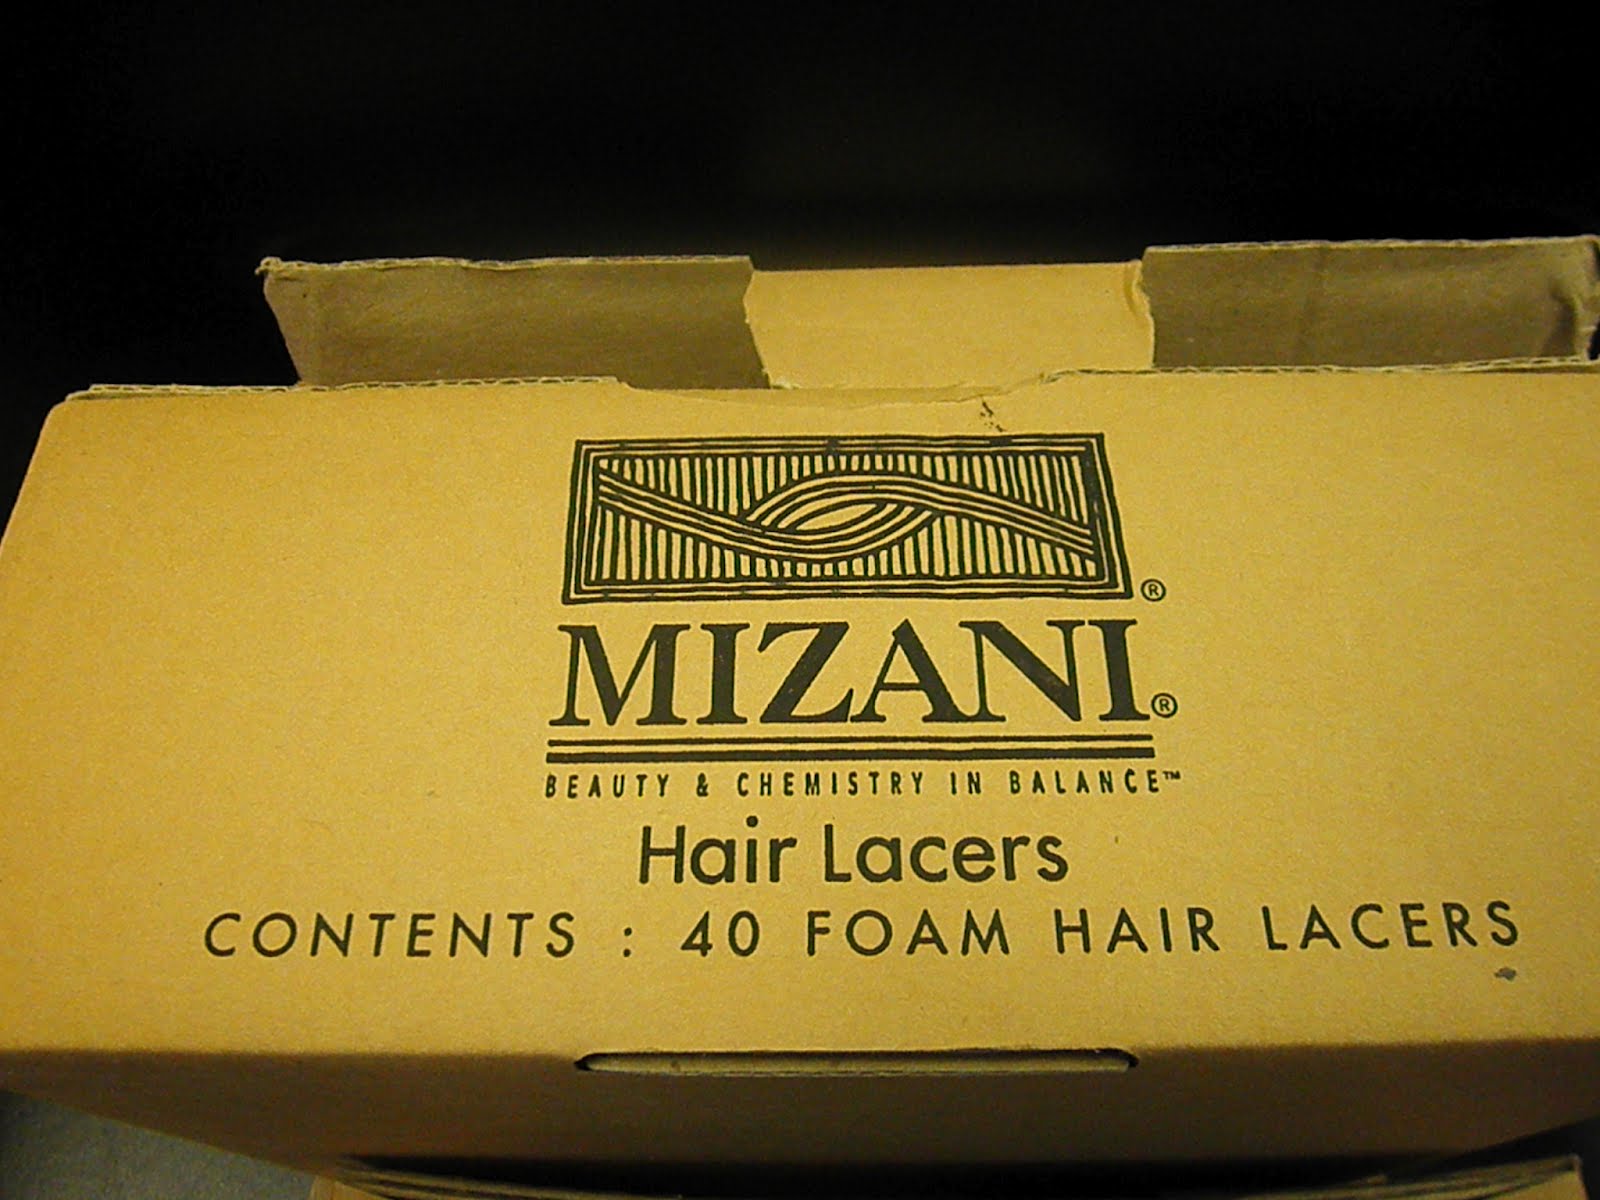 ®
MIZANI®
BEAUTY & CHEMISTRY IN BALANCE™
Hair Lacers
CONTENTS : 40 FOAM HAIR LACERS